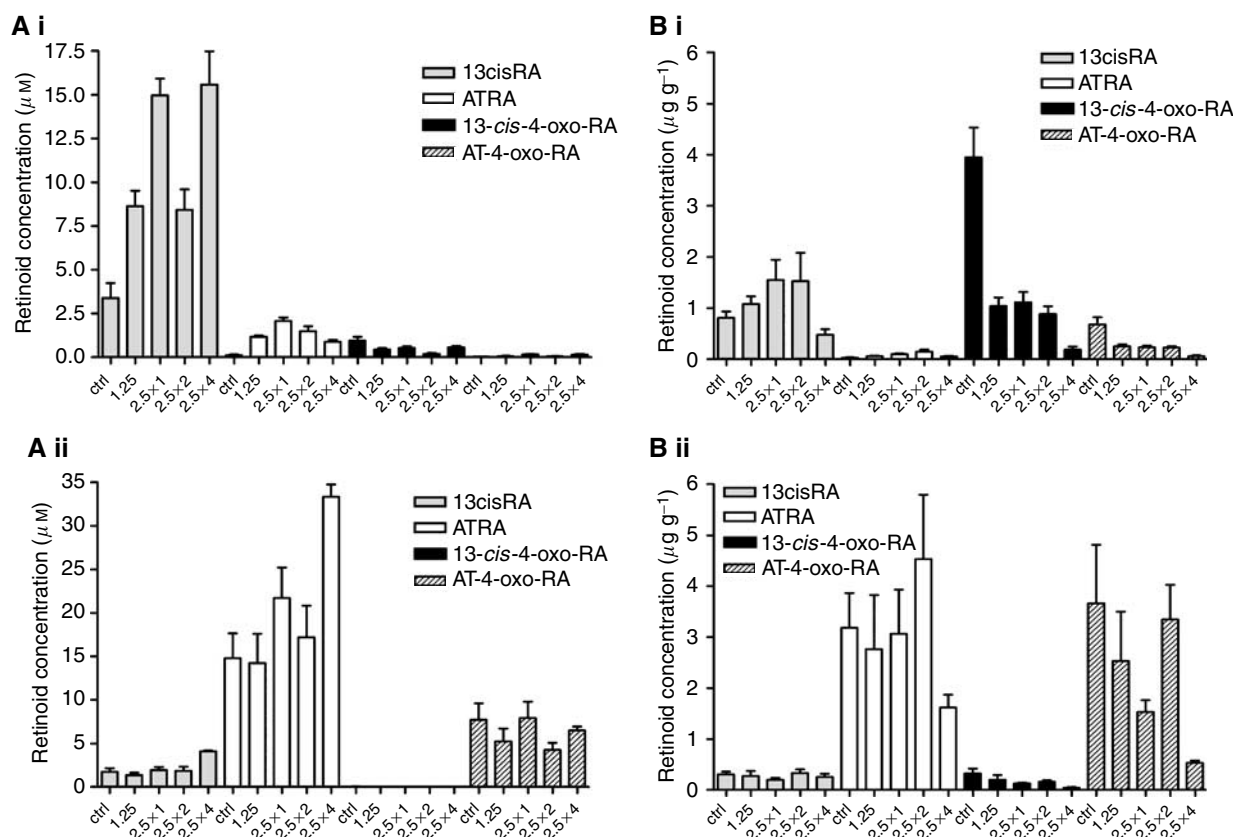 A i
Retinoid concentration (μM)
17.5
15.0
12.5
10.0
7.5
5.0
2.5
0.0
13cisRA
ATRA
13-cis-4-oxo-RA
AT-4-oxo-RA
ctrl 1.25 2.5×1 2.5×2 2.5×4 ctrl 1.25 2.5×1 2.5×2 2.5×4 ctrl 1.25 2.5×1 2.5×2 2.5×4 ctrl 1.25 2.5×1 2.5×2 2.5×4
B i
Retinoid concentration (μg g⁻¹)
6
5
4
3
2
1
0
13cisRA
ATRA
13-cis-4-oxo-RA
AT-4-oxo-RA
ctrl 1.25 2.5×1 2.5×2 2.5×4 ctrl 1.25 2.5×1 2.5×2 2.5×4 ctrl 1.25 2.5×1 2.5×2 2.5×4 ctrl 1.25 2.5×1 2.5×2 2.5×4
A ii
Retinoid concentration (μM)
35
30
25
20
15
10
5
0
13cisRA
ATRA
13-cis-4-oxo-RA
AT-4-oxo-RA
ctrl 1.25 2.5×1 2.5×2 2.5×4 ctrl 1.25 2.5×1 2.5×2 2.5×4 ctrl 1.25 2.5×1 2.5×2 2.5×4 ctrl 1.25 2.5×1 2.5×2 2.5×4
B ii
Retinoid concentration (μg g⁻¹)
6
5
4
3
2
1
0
13cisRA
ATRA
13-cis-4-oxo-RA
AT-4-oxo-RA
ctrl 1.25 2.5×1 2.5×2 2.5×4 ctrl 1.25 2.5×1 2.5×2 2.5×4 ctrl 1.25 2.5×1 2.5×2 2.5×4 ctrl 1.25 2.5×1 2.5×2 2.5×4